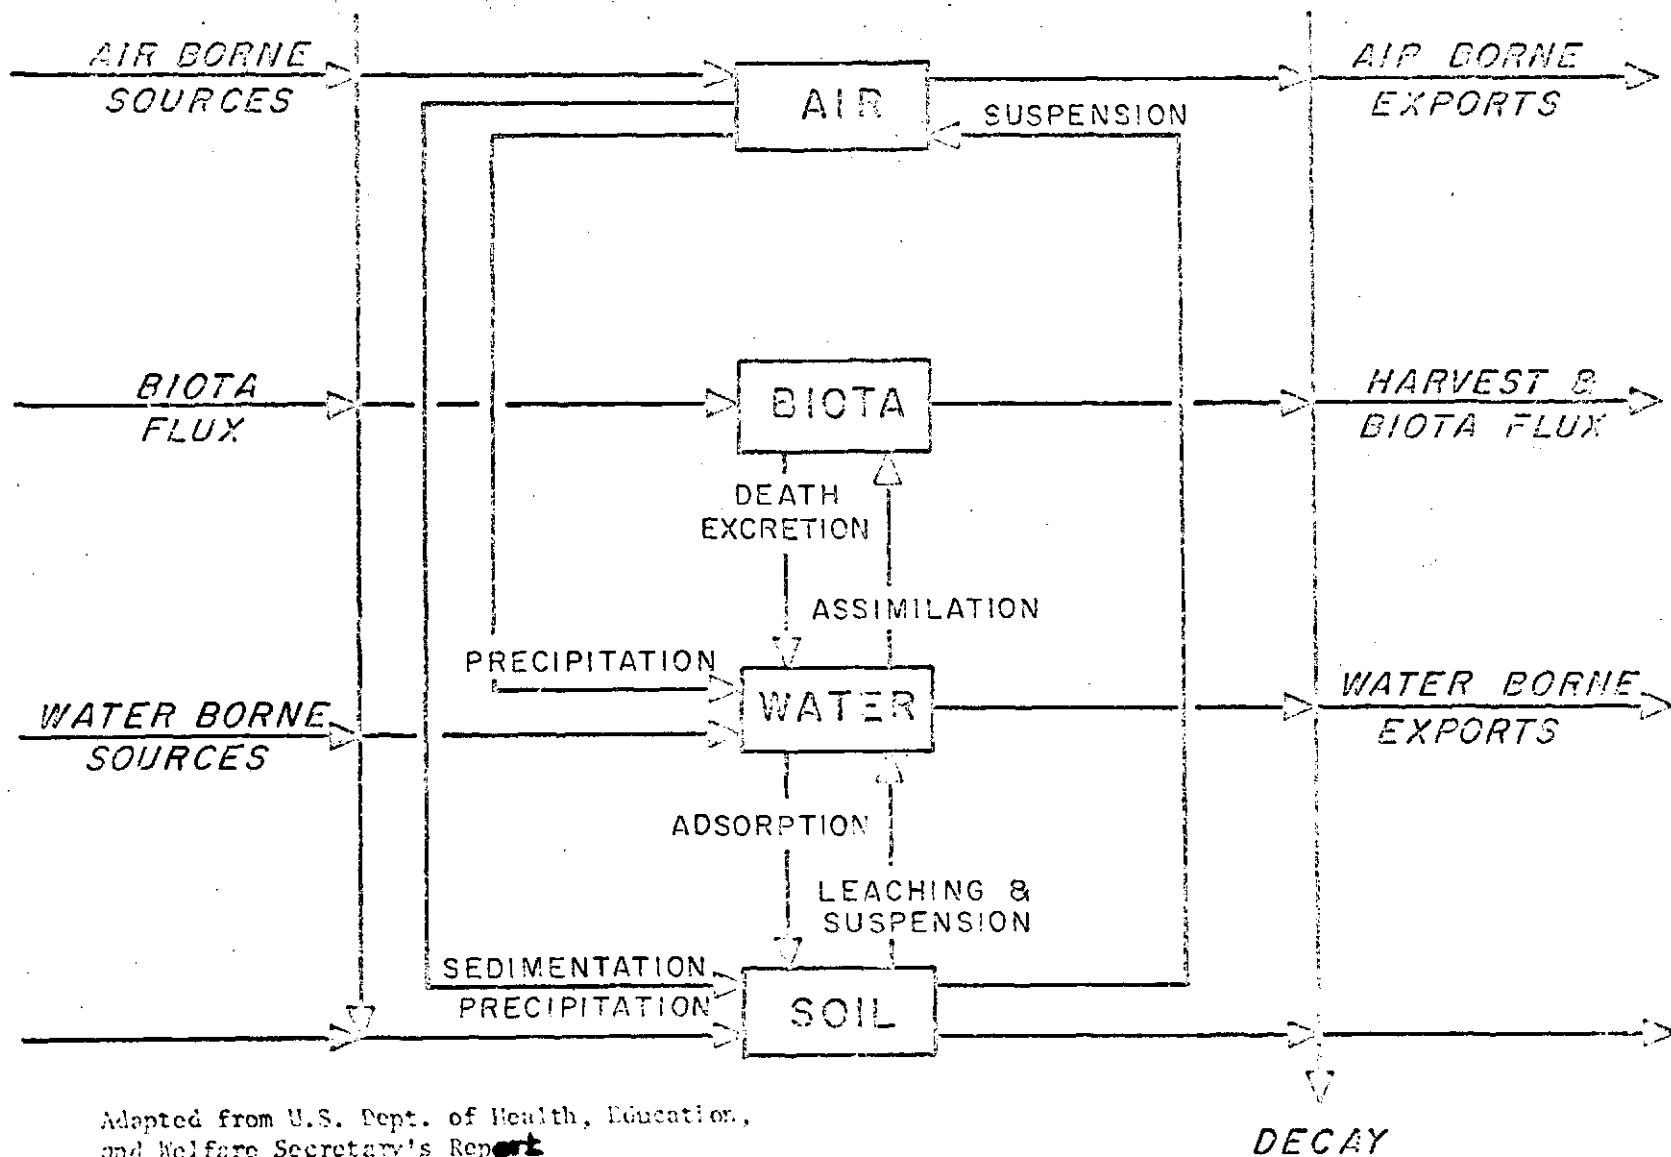 AIR BORNE
SOURCES
AIR
SUSPENSION
AIR BORNE
EXPORTS
BIOTA
FLUX
BIOTA
HARVEST &
BIOTA FLUX
DEATH
EXCRETION
ASSIMILATION
PRECIPITATION
WATER BORNE
SOURCES
WATER
WATER BORNE
EXPORTS
ADSORPTION
LEACHING &
SUSPENSION
SEDIMENTATION
PRECIPITATION
SOIL
Adapted from U.S. Dept. of Health, Education,
and Welfare Secretary's Report
DECAY